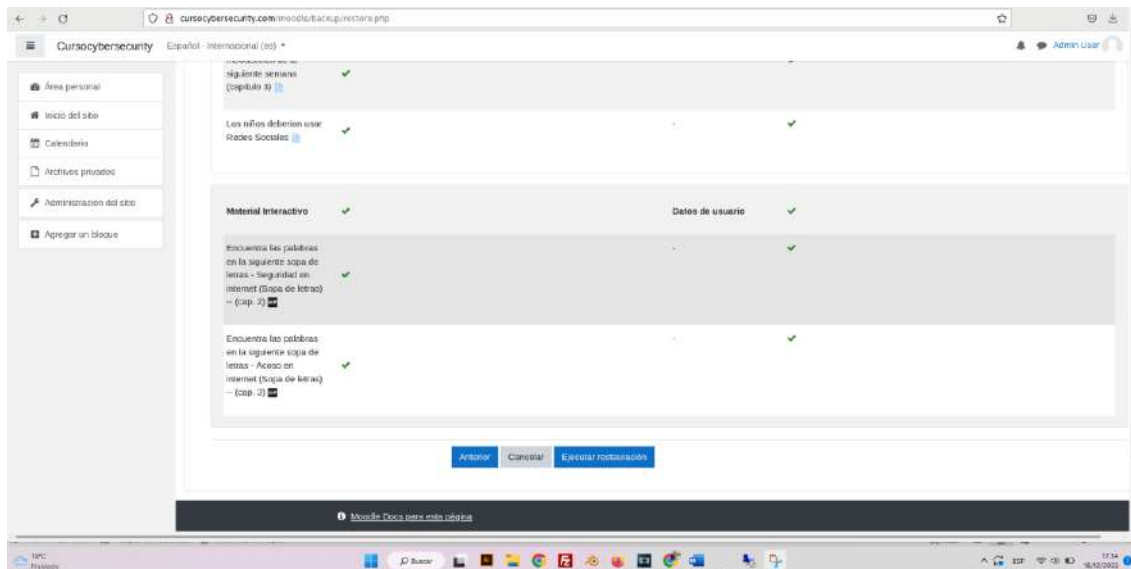 cursocybersecurity.com/moodle/backup/restore.php
Cursocybersecurity Español - Internacional (es)
Admin User
Área personal
Inicio del sitio
Calendario
Archivos privados
Administración del sitio
Agregar un bloque
siguiente semana
(Capítulo 3)
Los niños deberían usar
Redes Sociales
-
Material Interactivo
Datos de usuario
Encuentra las palabras
en la siguiente sopa de
letras - Seguridad en
internet (Sopa de letras)
-- (cap. 2)
-
Encuentra las palabras
en la siguiente sopa de
letras - Acoso en
internet (Sopa de letras)
-- (cap. 3)
-
Anterior Cancelar Ejecutar restauración
Moodle Docs para esta página
Buscar
ESP
17:34